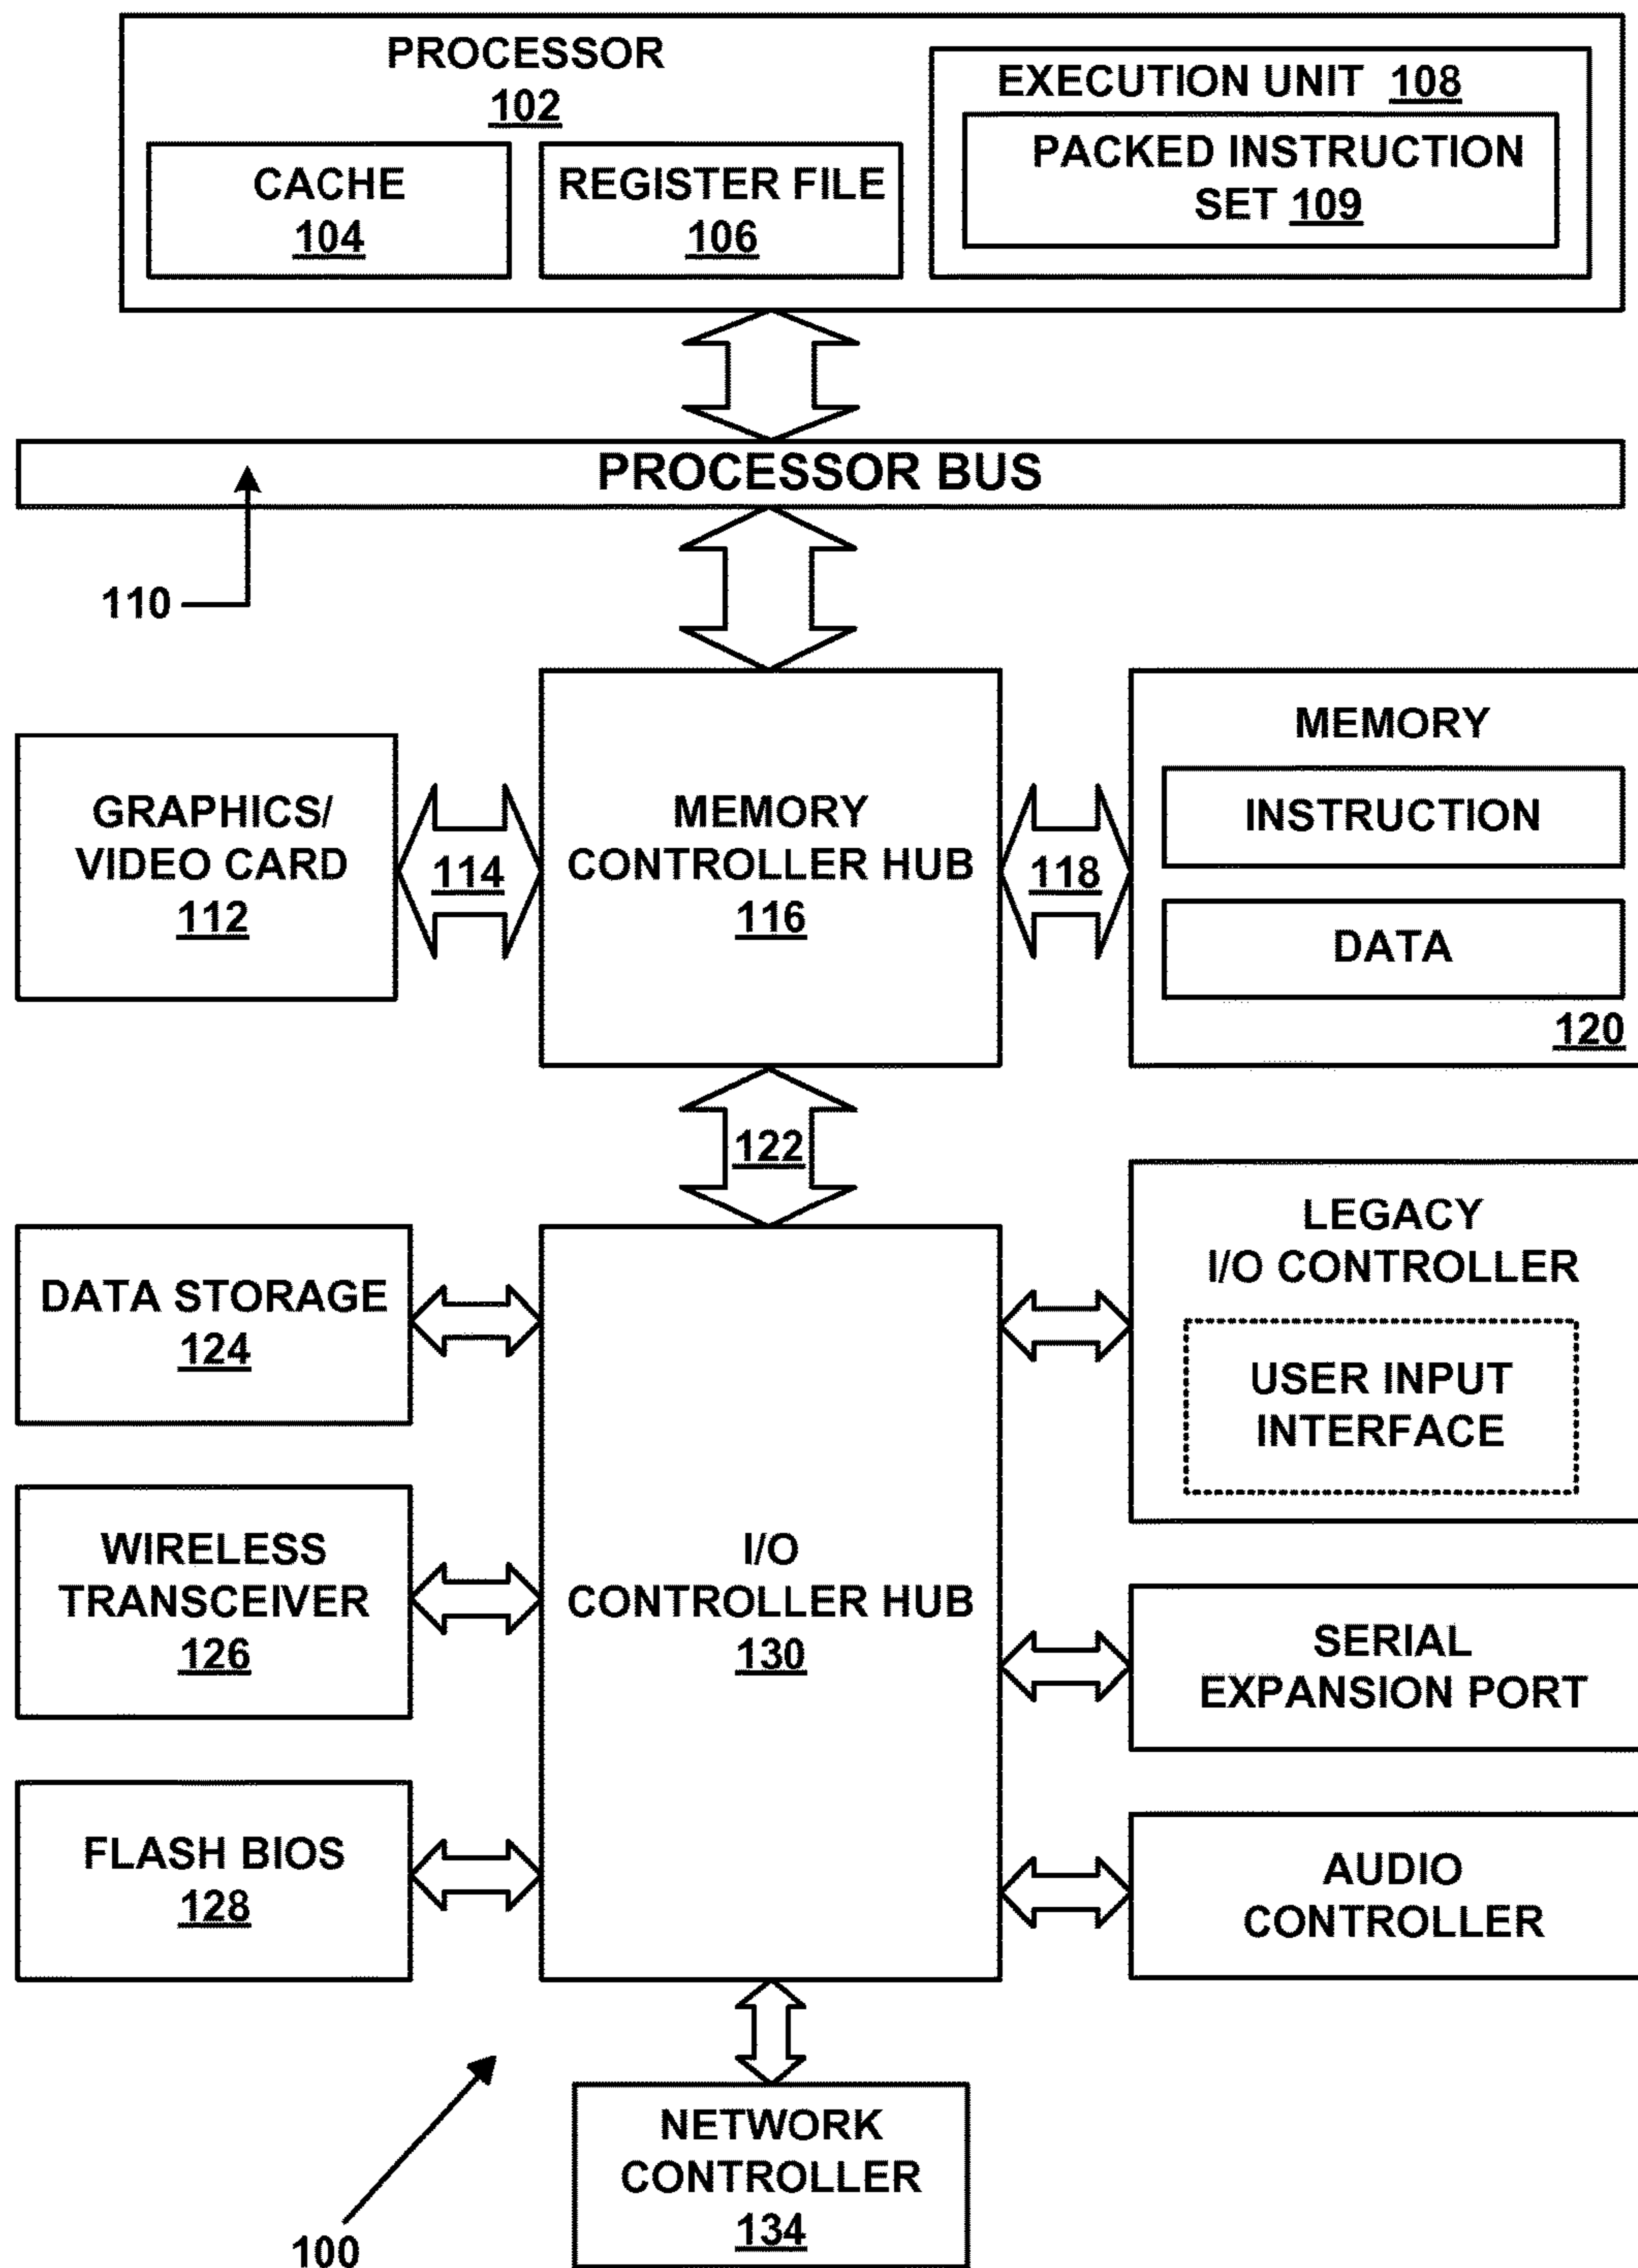 PROCESSOR
102
CACHE
104
REGISTER FILE
106
EXECUTION UNIT 108
PACKED INSTRUCTION
SET 109
PROCESSOR BUS
110
GRAPHICS/
VIDEO CARD
112
114
MEMORY
CONTROLLER HUB
116
118
MEMORY
INSTRUCTION
DATA
120
122
DATA STORAGE
124
LEGACY
I/O CONTROLLER
USER INPUT
INTERFACE
WIRELESS
TRANSCEIVER
126
I/O
CONTROLLER HUB
130
SERIAL
EXPANSION PORT
FLASH BIOS
128
AUDIO
CONTROLLER
NETWORK
CONTROLLER
134
100